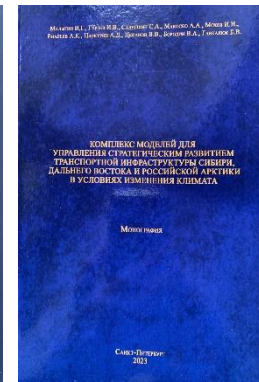 КОМПЛЕКС МОДЕЛЕЙ ДЛЯ
УПРАВЛЕНИЯ СТРАТЕГИЧЕСКИМ РАЗВИТИЕМ
ТРАНСПОРТНОЙ ИНФРАСТРУКТУРЫ СИБИРИ,
ДАЛЬНЕГО ВОСТОКА И РОССИЙСКОЙ АРКТИКИ
В УСЛОВИЯХ ИЗМЕНЕНИЯ КЛИМАТА
МОНОГРАФИЯ
САНКТ-ПЕТЕРБУРГ
2023